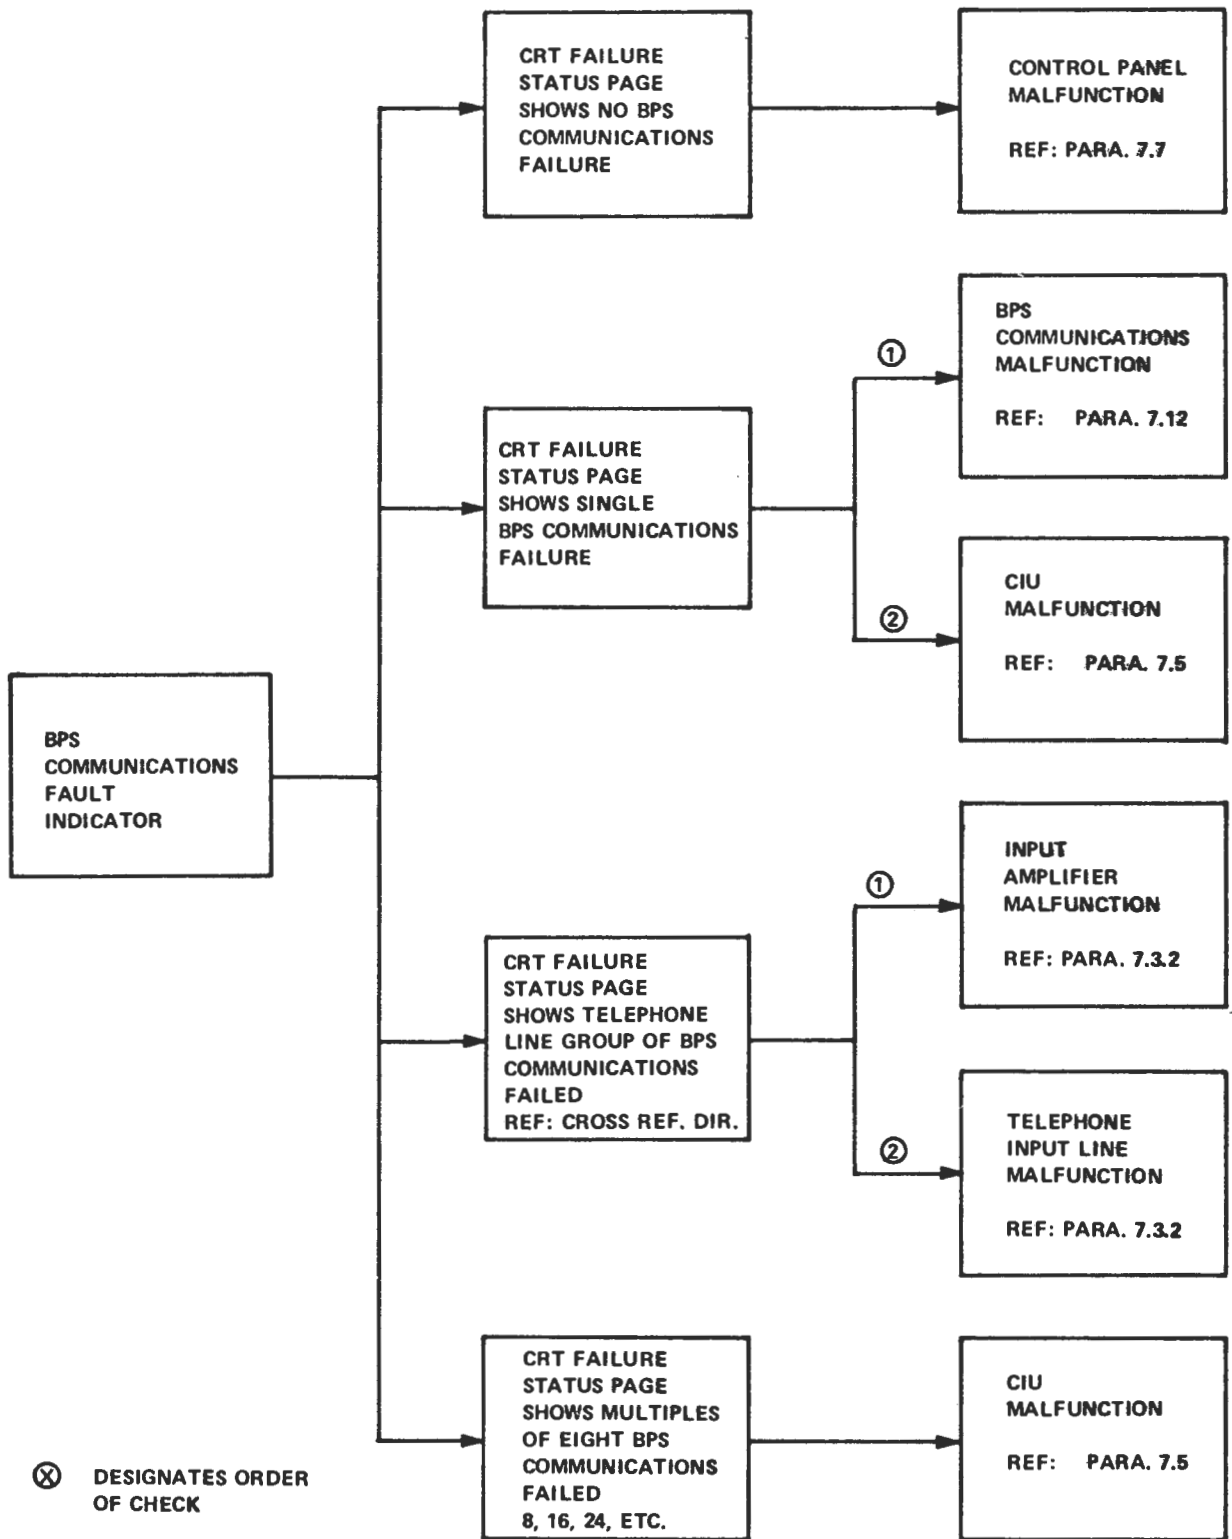 CRT FAILURE
STATUS PAGE
SHOWS NO BPS
COMMUNICATIONS
FAILURE
CONTROL PANEL
MALFUNCTION
REF: PARA. 7.7
BPS
COMMUNICATIONS
MALFUNCTION
REF: PARA. 7.12
①
CRT FAILURE
STATUS PAGE
SHOWS SINGLE
BPS COMMUNICATIONS
FAILURE
②
CIU
MALFUNCTION
REF: PARA. 7.5
BPS
COMMUNICATIONS
FAULT
INDICATOR
①
INPUT
AMPLIFIER
MALFUNCTION
REF: PARA. 7.3.2
CRT FAILURE
STATUS PAGE
SHOWS TELEPHONE
LINE GROUP OF BPS
COMMUNICATIONS
FAILED
REF: CROSS REF. DIR.
②
TELEPHONE
INPUT LINE
MALFUNCTION
REF: PARA. 7.3.2
CRT FAILURE
STATUS PAGE
SHOWS MULTIPLES
OF EIGHT BPS
COMMUNICATIONS
FAILED
8, 16, 24, ETC.
CIU
MALFUNCTION
REF: PARA. 7.5
Ⓧ DESIGNATES ORDER
OF CHECK